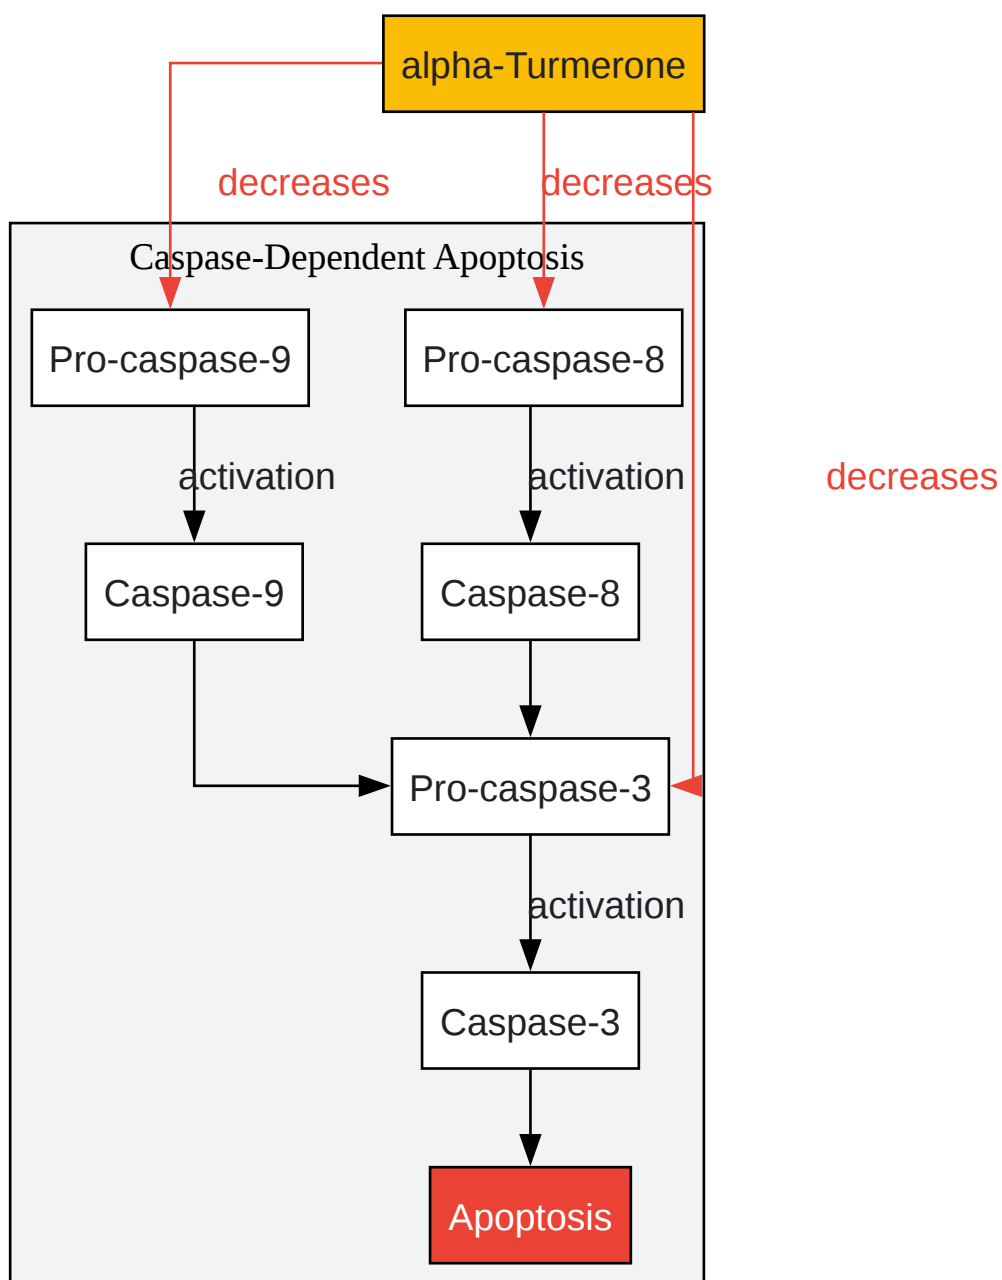 alpha-Turmerone
decreases
decreases
Caspase-Dependent Apoptosis
Pro-caspase-9
Pro-caspase-8
activation
activation
decreases
Caspase-9
Caspase-8
Pro-caspase-3
activation
Caspase-3
Apoptosis